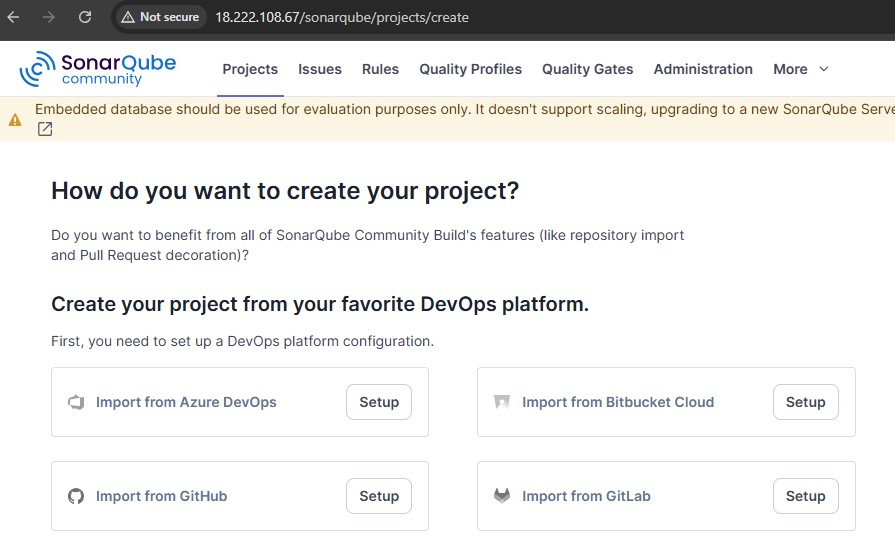 Not secure 18.222.108.67/sonarqube/projects/create
SonarQube
community
Projects Issues Rules Quality Profiles Quality Gates Administration More
Embedded database should be used for evaluation purposes only. It doesn't support scaling, upgrading to a new SonarQube Serve
How do you want to create your project?
Do you want to benefit from all of SonarQube Community Build's features (like repository import
and Pull Request decoration)?
Create your project from your favorite DevOps platform.
First, you need to set up a DevOps platform configuration.
Import from Azure DevOps Setup
Import from Bitbucket Cloud Setup
Import from GitHub Setup
Import from GitLab Setup